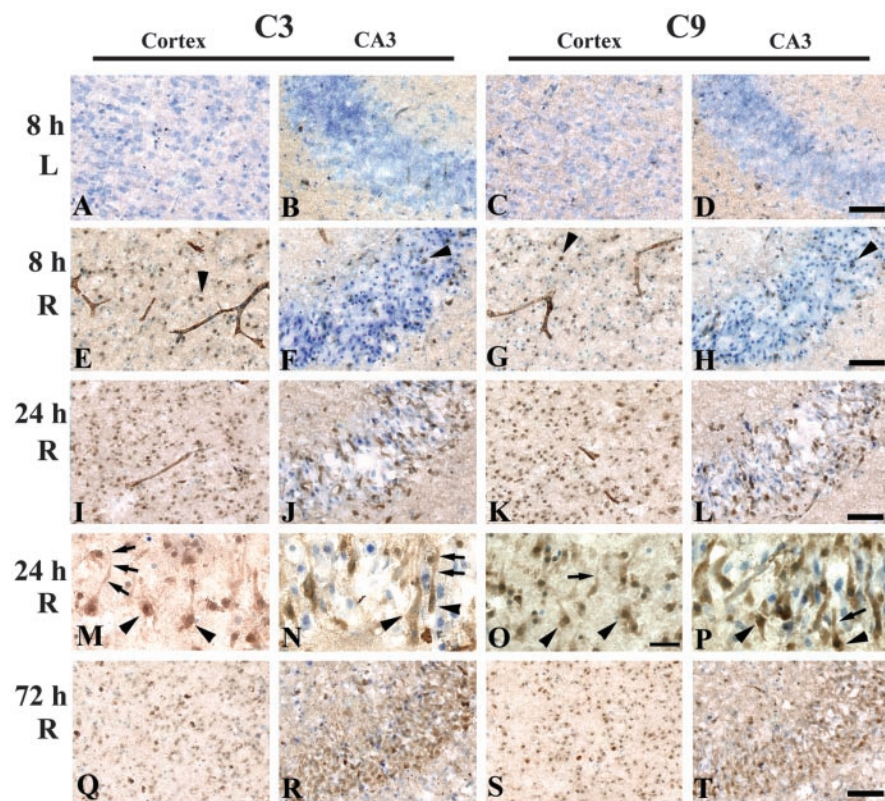 C3 C9
Cortex CA3 Cortex CA3
8 h
L
A B C D
8 h
R
E F G H
24 h
R
I J K L
24 h
R
M N O P
72 h
R
Q R S T